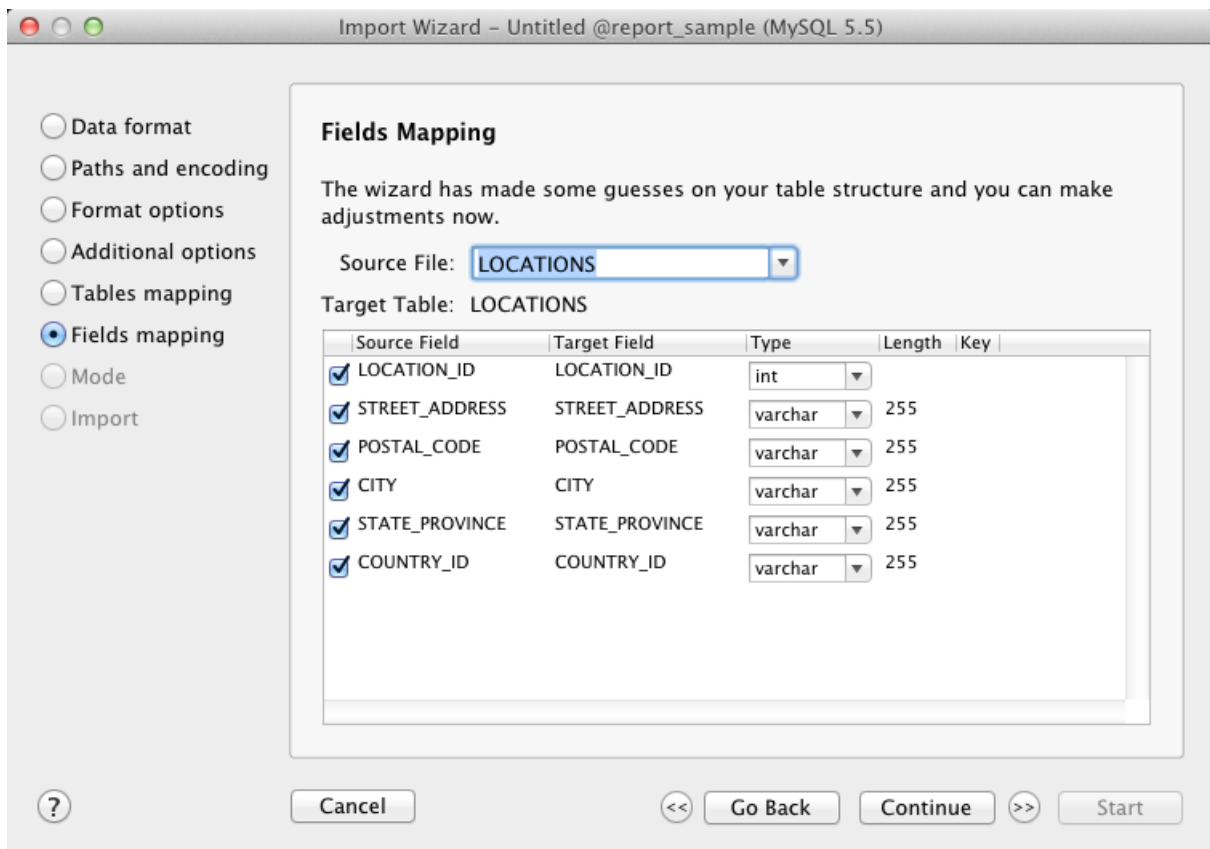 Import Wizard – Untitled @report_sample (MySQL 5.5)
Data format
Paths and encoding
Format options
Additional options
Tables mapping
Fields mapping
Mode
Import
Fields Mapping
The wizard has made some guesses on your table structure and you can make
adjustments now.
Source File: LOCATIONS
Target Table: LOCATIONS
Source Field Target Field Type Length Key
LOCATION_ID LOCATION_ID int
STREET_ADDRESS STREET_ADDRESS varchar 255
POSTAL_CODE POSTAL_CODE varchar 255
CITY CITY varchar 255
STATE_PROVINCE STATE_PROVINCE varchar 255
COUNTRY_ID COUNTRY_ID varchar 255
? Cancel << Go Back Continue >> Start